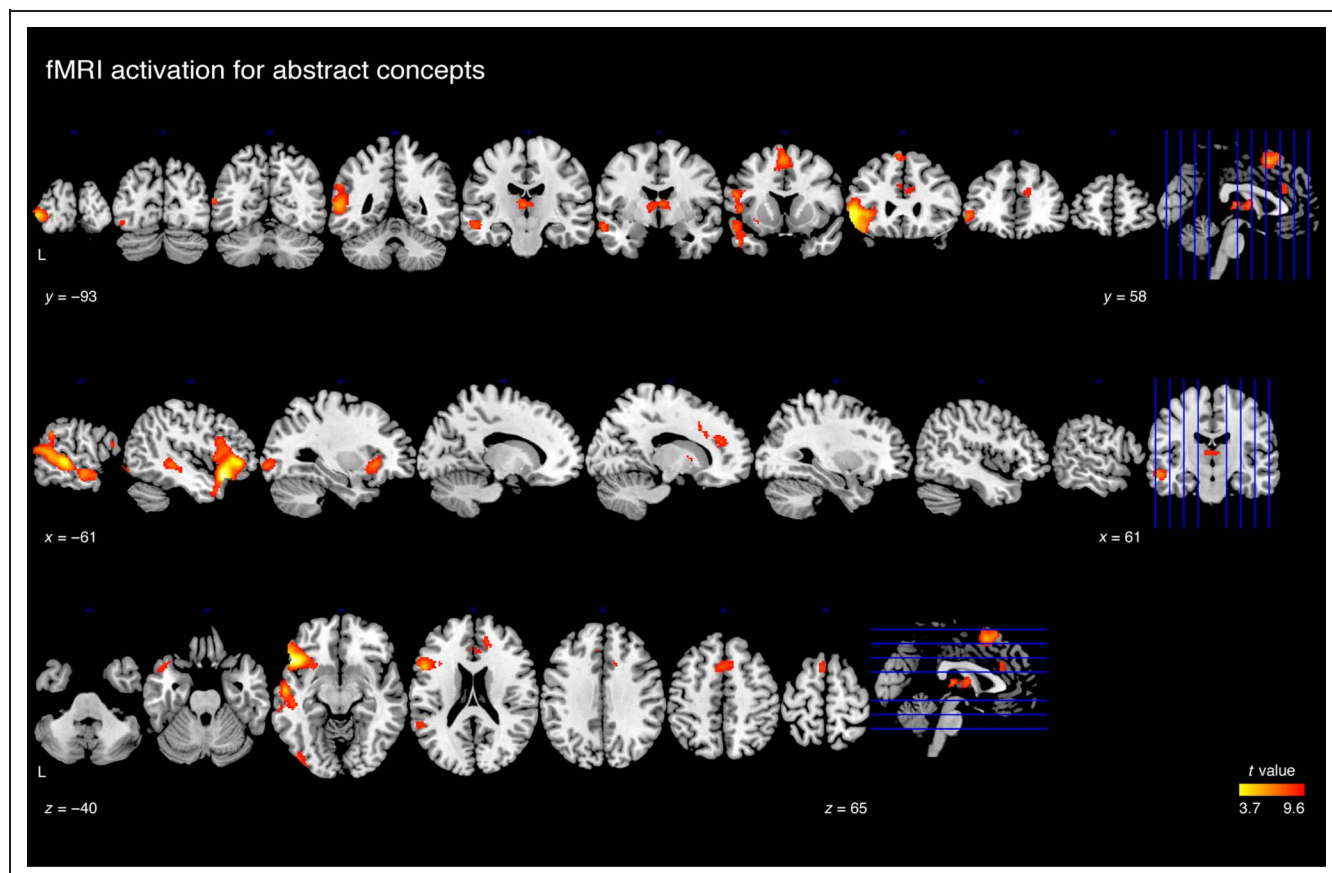 fMRI activation for abstract concepts
L
y = −93
y = 58
x = −61
x = 61
L
z = −40
z = 65
t value
3.7 9.6